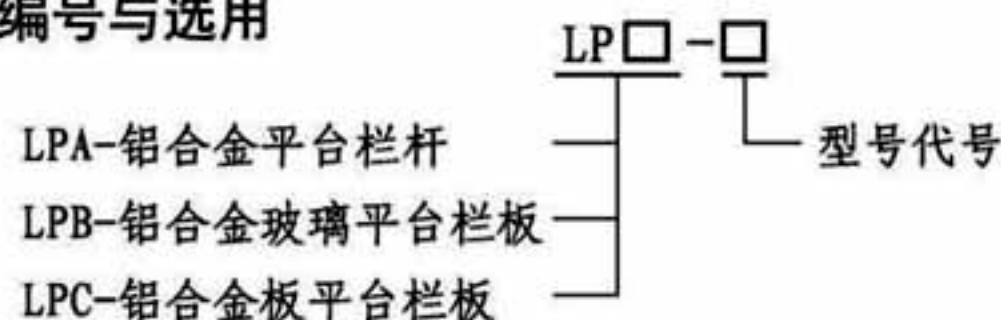 编号与选用
LP□-□
LPA-铝合金平台栏杆
型号代号
LPB-铝合金玻璃平台栏板
LPC-铝合金板平台栏板